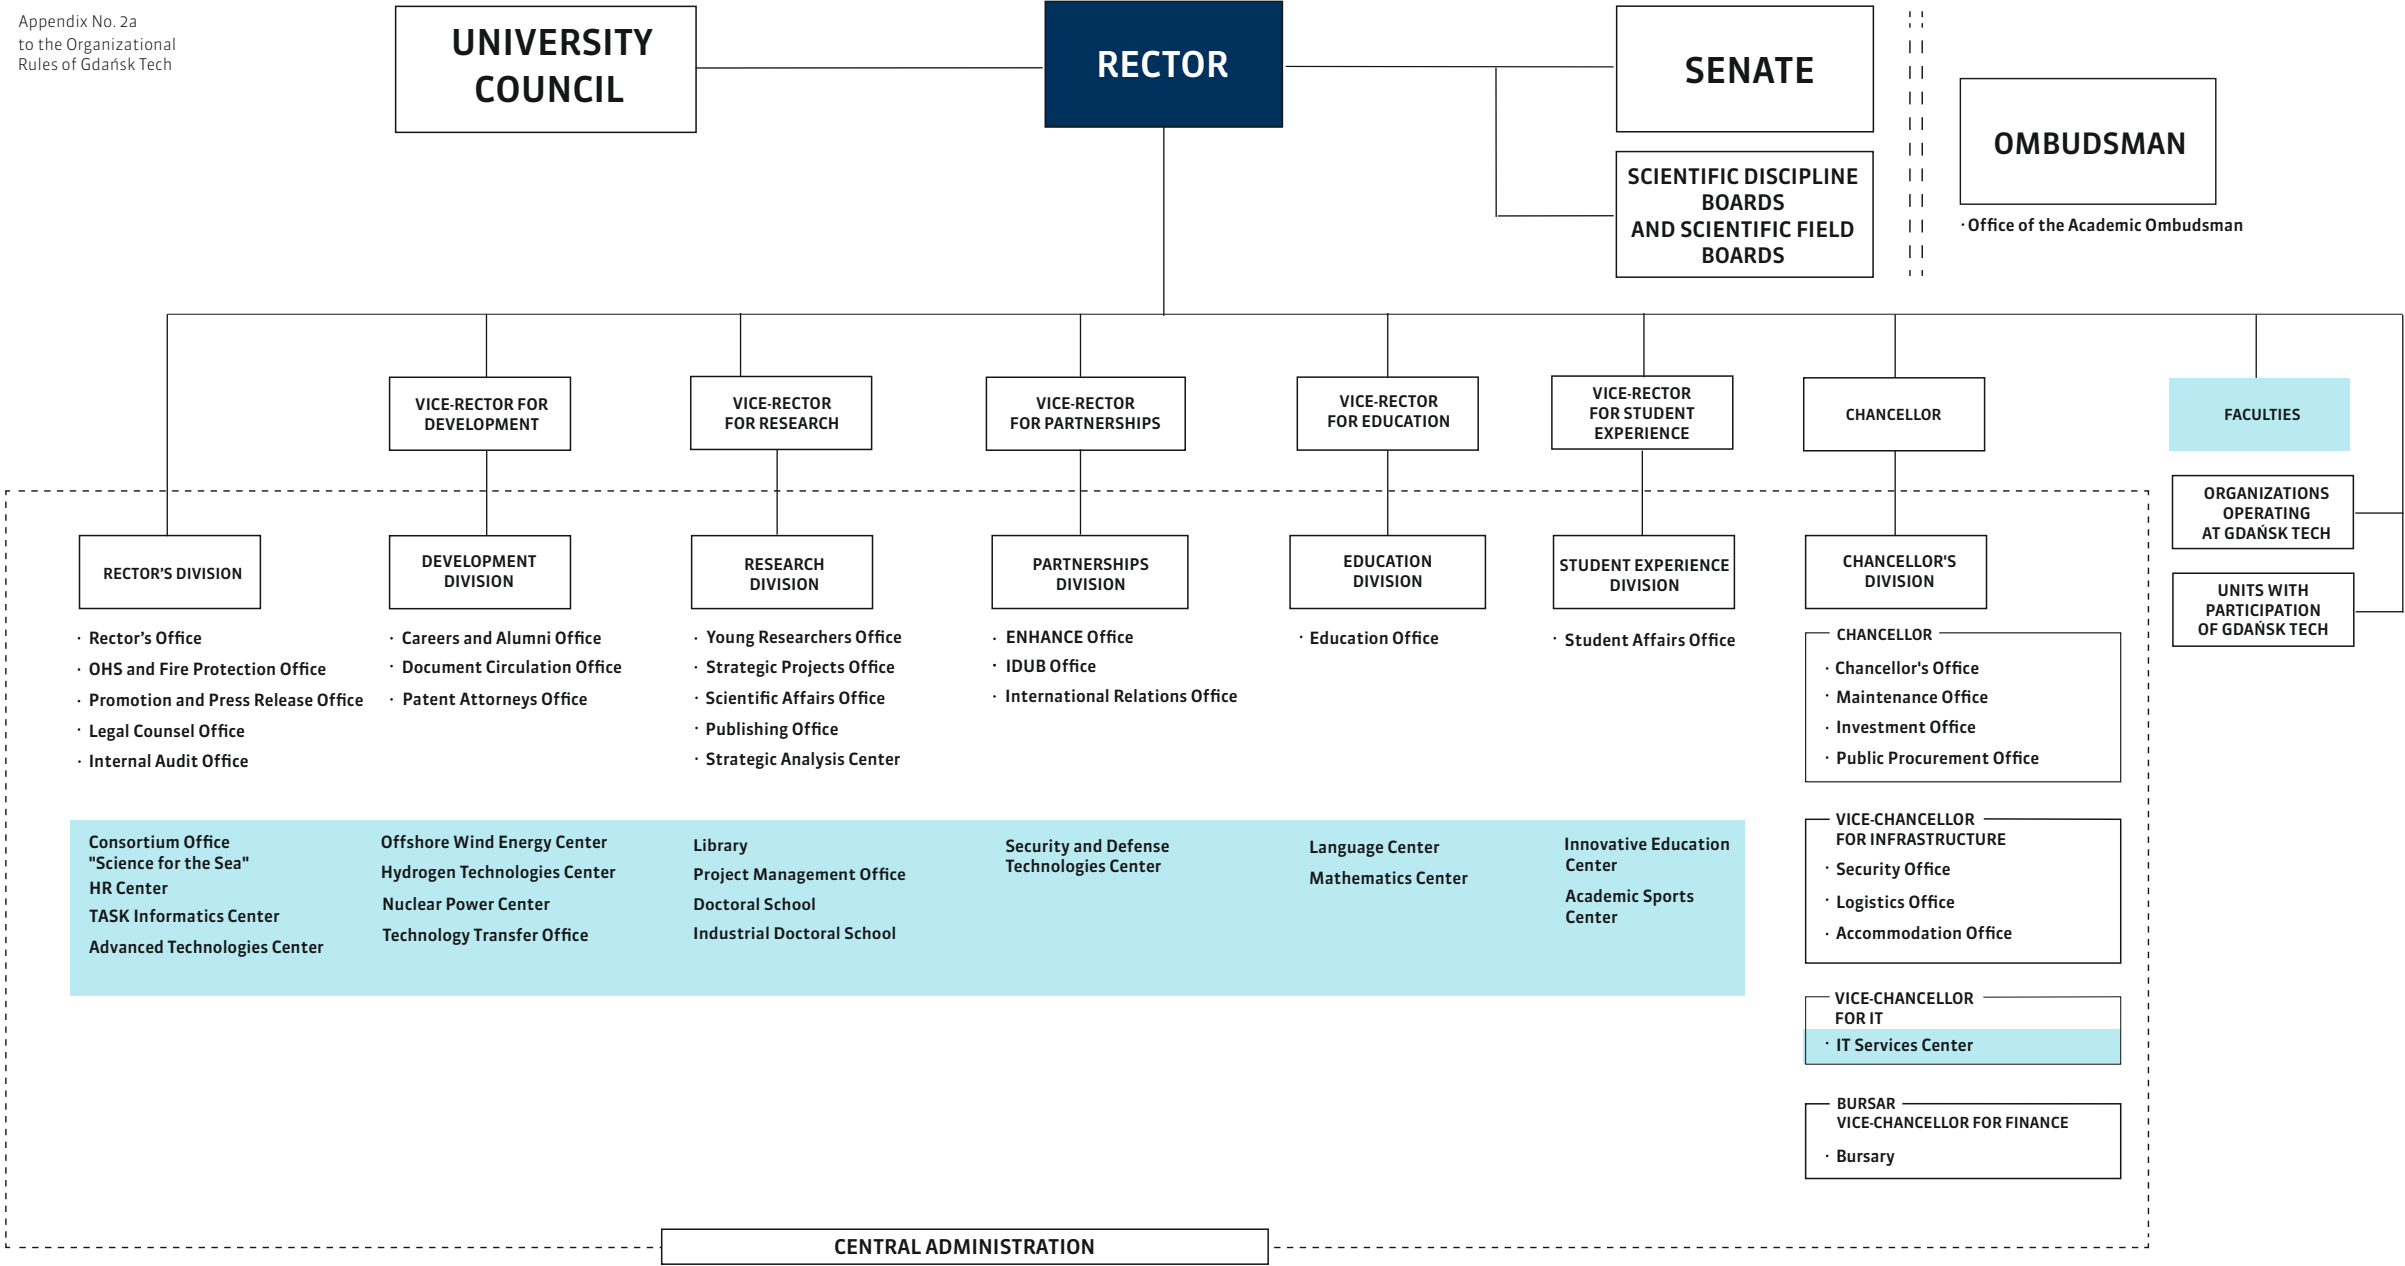 Appendix No. 2a
to the Organizational
Rules of Gdańsk Tech
UNIVERSITY
COUNCIL
RECTOR
SENATE
SCIENTIFIC DISCIPLINE
BOARDS
AND SCIENTIFIC FIELD
BOARDS
OMBUDSMAN
· Office of the Academic Ombudsman
VICE-RECTOR FOR
DEVELOPMENT
VICE-RECTOR
FOR RESEARCH
VICE-RECTOR
FOR PARTNERSHIPS
VICE-RECTOR
FOR EDUCATION
VICE-RECTOR
FOR STUDENT
EXPERIENCE
CHANCELLOR
FACULTIES
ORGANIZATIONS
OPERATING
AT GDAŃSK TECH
UNITS WITH
PARTICIPATION
OF GDAŃSK TECH
RECTOR'S DIVISION
· Rector's Office
· OHS and Fire Protection Office
· Promotion and Press Release Office
· Legal Counsel Office
· Internal Audit Office
Consortium Office
"Science for the Sea"
HR Center
TASK Informatics Center
Advanced Technologies Center
DEVELOPMENT
DIVISION
· Careers and Alumni Office
· Document Circulation Office
· Patent Attorneys Office
Offshore Wind Energy Center
Hydrogen Technologies Center
Nuclear Power Center
Technology Transfer Office
RESEARCH
DIVISION
· Young Researchers Office
· Strategic Projects Office
· Scientific Affairs Office
· Publishing Office
· Strategic Analysis Center
Library
Project Management Office
Doctoral School
Industrial Doctoral School
PARTNERSHIPS
DIVISION
· ENHANCE Office
· IDUB Office
· International Relations Office
Security and Defense
Technologies Center
EDUCATION
DIVISION
· Education Office
Language Center
Mathematics Center
STUDENT EXPERIENCE
DIVISION
· Student Affairs Office
Innovative Education
Center
Academic Sports
Center
CHANCELLOR'S
DIVISION
CHANCELLOR
· Chancellor's Office
· Maintenance Office
· Investment Office
· Public Procurement Office
VICE-CHANCELLOR
FOR INFRASTRUCTURE
· Security Office
· Logistics Office
· Accommodation Office
VICE-CHANCELLOR
FOR IT
· IT Services Center
BURSAR
VICE-CHANCELLOR FOR FINANCE
· Bursary
CENTRAL ADMINISTRATION